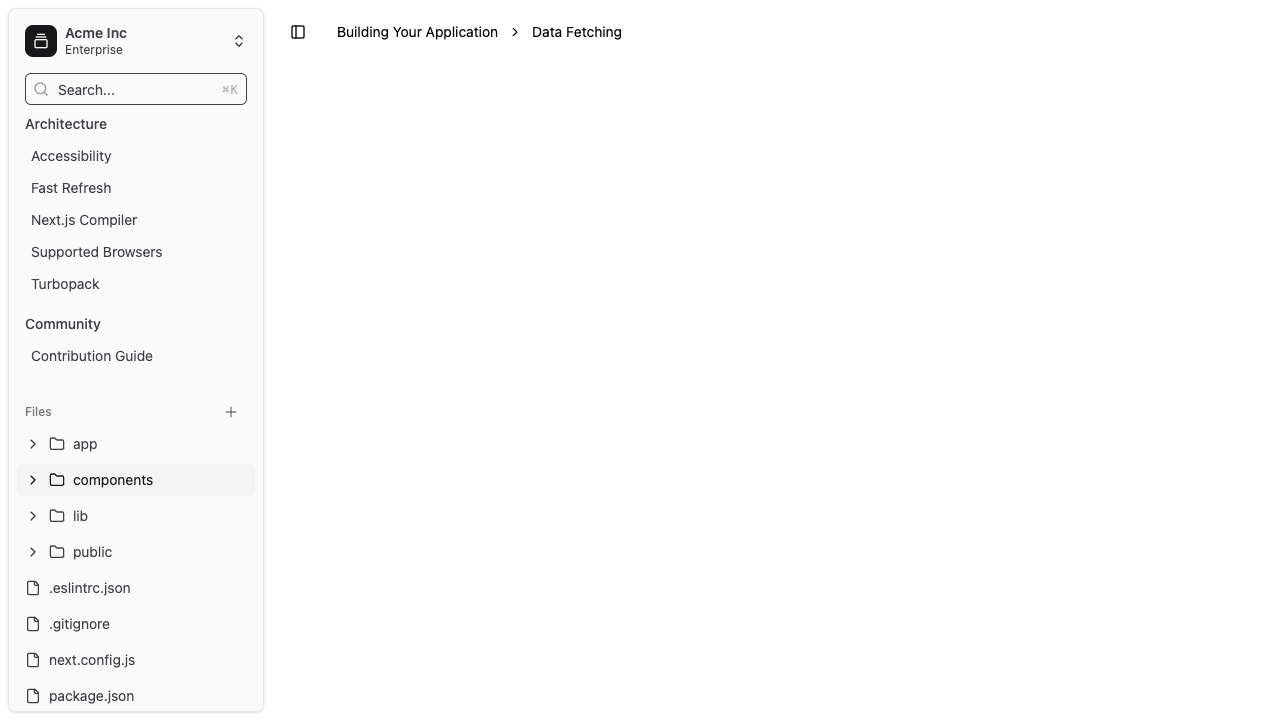 Acme Inc
Enterprise
Search...
⌘K
Architecture
Accessibility
Fast Refresh
Next.js Compiler
Supported Browsers
Turbopack
Community
Contribution Guide
Files
app
components
lib
public
.eslintrc.json
.gitignore
next.config.js
package.json
Building Your Application
Data Fetching